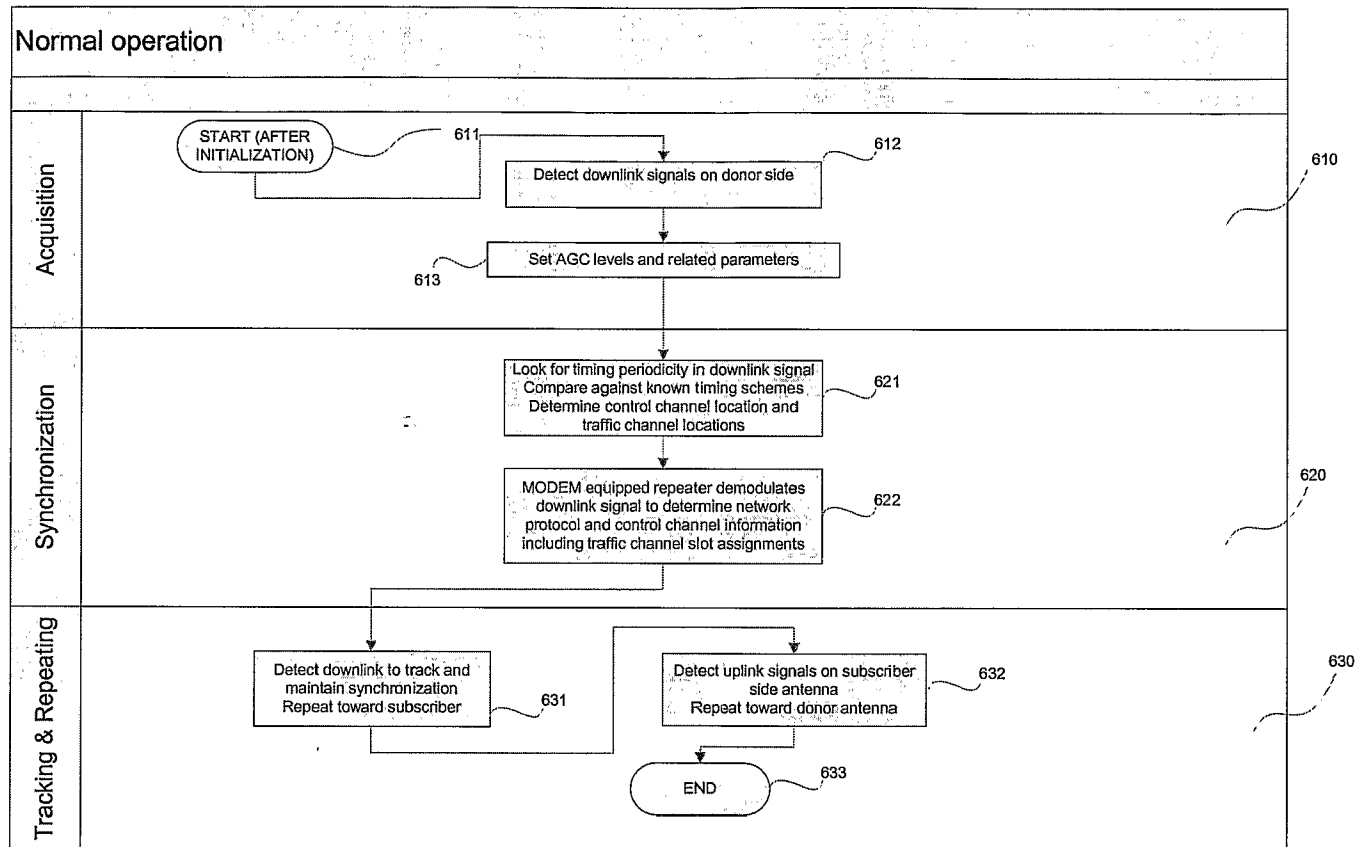 Normal operation
Acquisition
START (AFTER
INITIALIZATION)
611
Detect downlink signals on donor side
612
610
Set AGC levels and related parameters
613
Synchronization
Look for timing periodicity in downlink signal
Compare against known timing schemes
Determine control channel location and
traffic channel locations
621
MODEM equipped repeater demodulates
downlink signal to determine network
protocol and control channel information
including traffic channel slot assignments
622
620
Tracking & Repeating
Detect downlink to track and
maintain synchronization
Repeat toward subscriber
631
Detect uplink signals on subscriber
side antenna
Repeat toward donor antenna
632
630
END
633